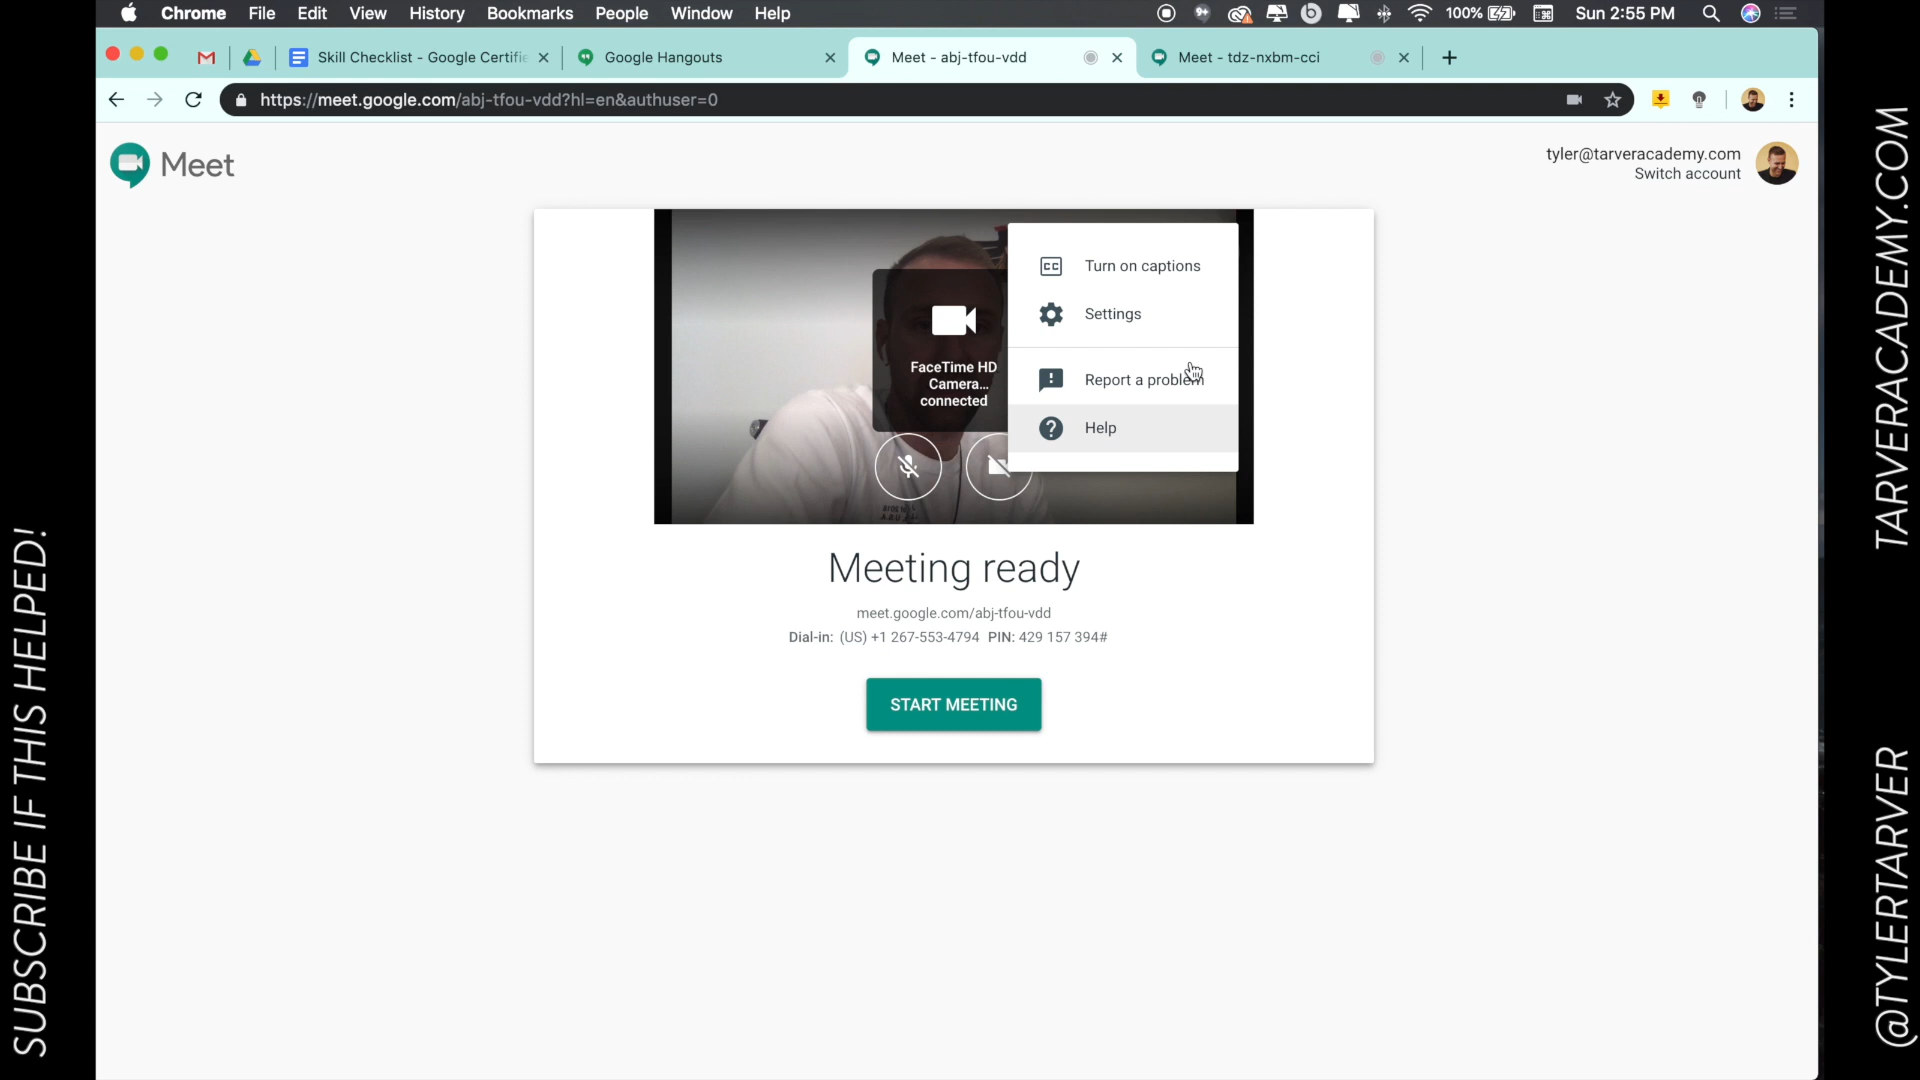 Chrome File Edit View History Bookmarks People Window Help 100% Sun 2:55 PM
Skill Checklist - Google Certifie
Google Hangouts
Meet - abj-tfou-vdd
Meet - tdz-nxbm-cci
https://meet.google.com/abj-tfou-vdd?hl=en&authuser=0
Meet
tyler@tarveracademy.com
Switch account
FaceTime HD
Camera...
connected
CC Turn on captions
Settings
Report a problem
Help
Meeting ready
meet.google.com/abj-tfou-vdd
Dial-in: (US) +1 267-553-4794 PIN: 429 157 394#
START MEETING
SUBSCRIBE IF THIS HELPED!
TARVERACADEMY.COM
@TYLERTARVER